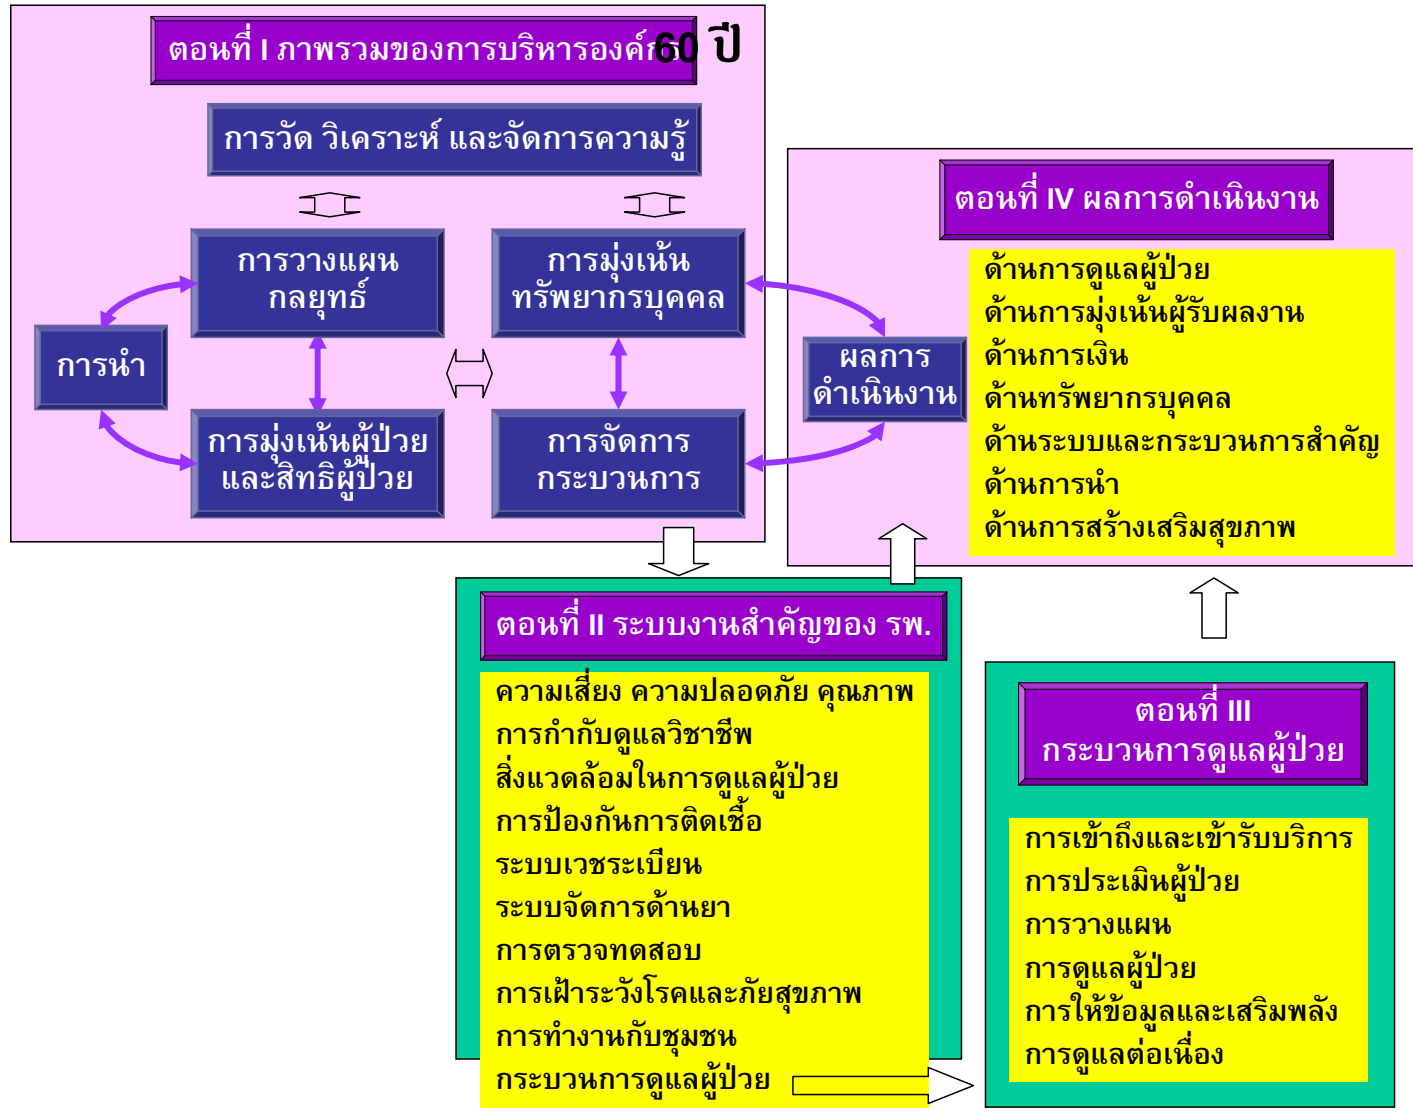 ตอนที่ I ภาพรวมของการบริหารองค์กร
60 ปี
การวัด วิเคราะห์ และจัดการความรู้
การวางแผน
กลยุทธ์
การมุ่งเน้น
ทรัพยากรบุคคล
การนำ
การมุ่งเน้นผู้ป่วย
และสิทธิผู้ป่วย
การจัดการ
กระบวนการ
ผลการ
ดำเนินงาน
ตอนที่ IV ผลการดำเนินงาน
ด้านการดูแลผู้ป่วย
ด้านการมุ่งเน้นผู้รับผลงาน
ด้านการเงิน
ด้านทรัพยากรบุคคล
ด้านระบบและกระบวนการสำคัญ
ด้านการนำ
ด้านการสร้างเสริมสุขภาพ
ตอนที่ II ระบบงานสำคัญของ รพ.
ความเสี่ยง ความปลอดภัย คุณภาพ
การกำกับดูแลวิชาชีพ
สิ่งแวดล้อมในการดูแลผู้ป่วย
การป้องกันการติดเชื้อ
ระบบเวชระเบียน
ระบบจัดการด้านยา
การตรวจทดสอบ
การเฝ้าระวังโรคและภัยสุขภาพ
การทำงานกับชุมชน
กระบวนการดูแลผู้ป่วย
ตอนที่ III
กระบวนการดูแลผู้ป่วย
การเข้าถึงและเข้ารับบริการ
การประเมินผู้ป่วย
การวางแผน
การดูแลผู้ป่วย
การให้ข้อมูลและเสริมพลัง
การดูแลต่อเนื่อง